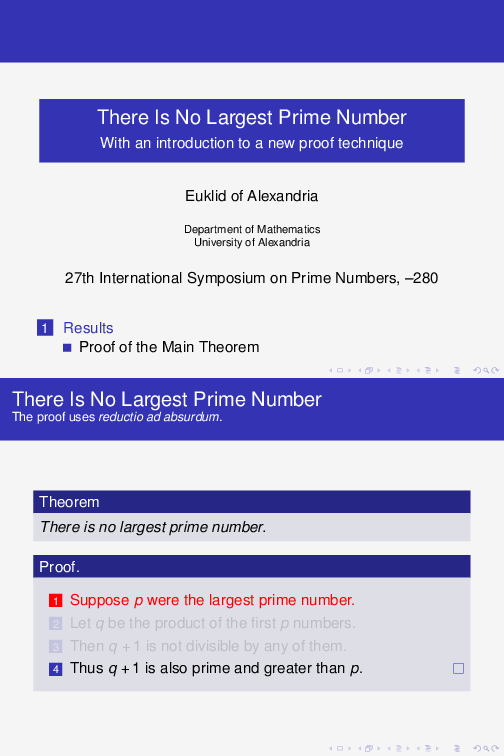 There Is No Largest Prime Number
With an introduction to a new proof technique
Euklid of Alexandria
Department of Mathematics
University of Alexandria
27th International Symposium on Prime Numbers, –280
1 Results
Proof of the Main Theorem
There Is No Largest Prime Number
The proof uses reductio ad absurdum.
Theorem
There is no largest prime number.
Proof.
1 Suppose p were the largest prime number.
2 Let q be the product of the first p numbers.
3 Then q + 1 is not divisible by any of them.
4 Thus q + 1 is also prime and greater than p.